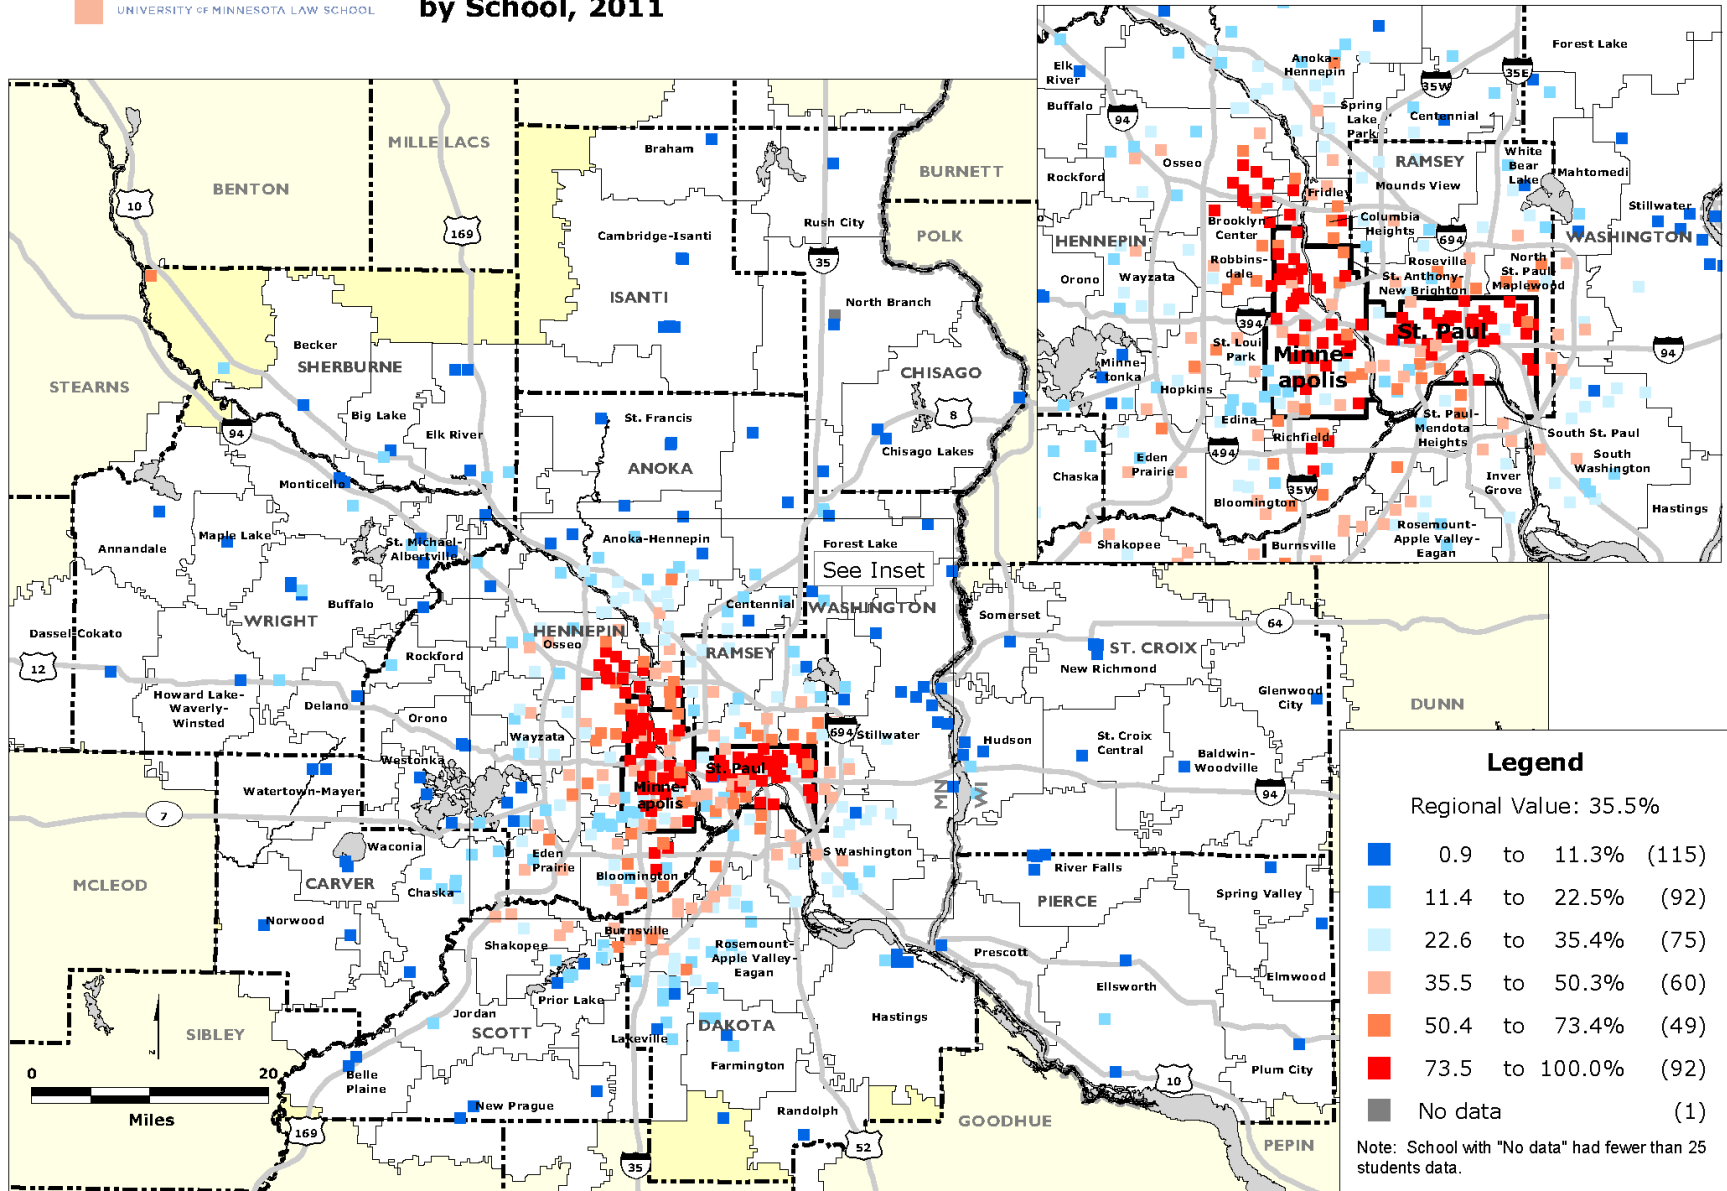 UNIVERSITY OF MINNESOTA LAW SCHOOL
by School, 2011
Elk
River
Anoka-
Hennepin
35W
35E
Forest Lake
Buffalo
94
Spring
Lake
Park
Centennial
Osseo
RAMSEY
White
Bear
Lake
Mahtomedi
Rockford
Fridley
Mounds View
Stillwater
Brooklyn
Center
Columbia
Heights
694
HENNEPIN
WASHINGTON
Orono
Wayzata
Robbins-
dale
Roseville
St. Anthony-
New Brighton
North
St. Paul
Maplewood
394
St. Loui
Park
St. Paul
94
Minne-
tonka
Minne-
apolis
Hopkins
Edina
St. Paul-
Mendota
Heights
Richfield
South St. Paul
494
Eden
Prairie
Chaska
Inver
Grove
South
Washington
35W
Bloomington
Hastings
Shakopee
Burnsville
Rosemount-
Apple Valley-
Eagan
MILLE LACS
Braham
BENTON
BURNETT
10
169
Rush City
Cambridge-Isanti
POLK
35
ISANTI
North Branch
Becker
SHERBURNE
STEARNS
CHISAGO
Big Lake
St. Francis
8
94
Elk River
Chisago Lakes
ANOKA
Monticello
Maple Lake
Annandale
St. Michael-
Albertville
Anoka-Hennepin
Forest Lake
See Inset
Buffalo
Centennial
WASHINGTON
Somerset
WRIGHT
64
Dassel-Cokato
HENNEPIN
Osseo
RAMSEY
ST. CROIX
12
Rockford
New Richmond
Howard Lake-
Waverly-
Winsted
Delano
Glenwood
City
DUNN
Orono
Wayzata
694
Stillwater
Hudson
St. Croix
Central
Baldwin-
Woodville
Westonka
St. Paul
Watertown-Mayer
Minne-
apolis
MN
WI
94
7
Waconia
Eden
Prairie
S Washington
River Falls
MCLEOD
CARVER
Chaska
Bloomington
Spring Valley
PIERCE
Norwood
Shakopee
Burnsville
Rosemount-
Apple Valley-
Eagan
Prescott
Elmwood
Ellsworth
Prior Lake
Jordan
SIBLEY
SCOTT
DAKOTA
Hastings
Lakeville
Farmington
Belle
Plaine
Plum City
10
New Prague
Randolph
GOODHUE
169
35
52
PEPIN
z
0
20
Miles
Legend
Regional Value: 35.5%
0.9 to 11.3% (115)
11.4 to 22.5% (92)
22.6 to 35.4% (75)
35.5 to 50.3% (60)
50.4 to 73.4% (49)
73.5 to 100.0% (92)
No data (1)
Note: School with "No data" had fewer than 25
students data.